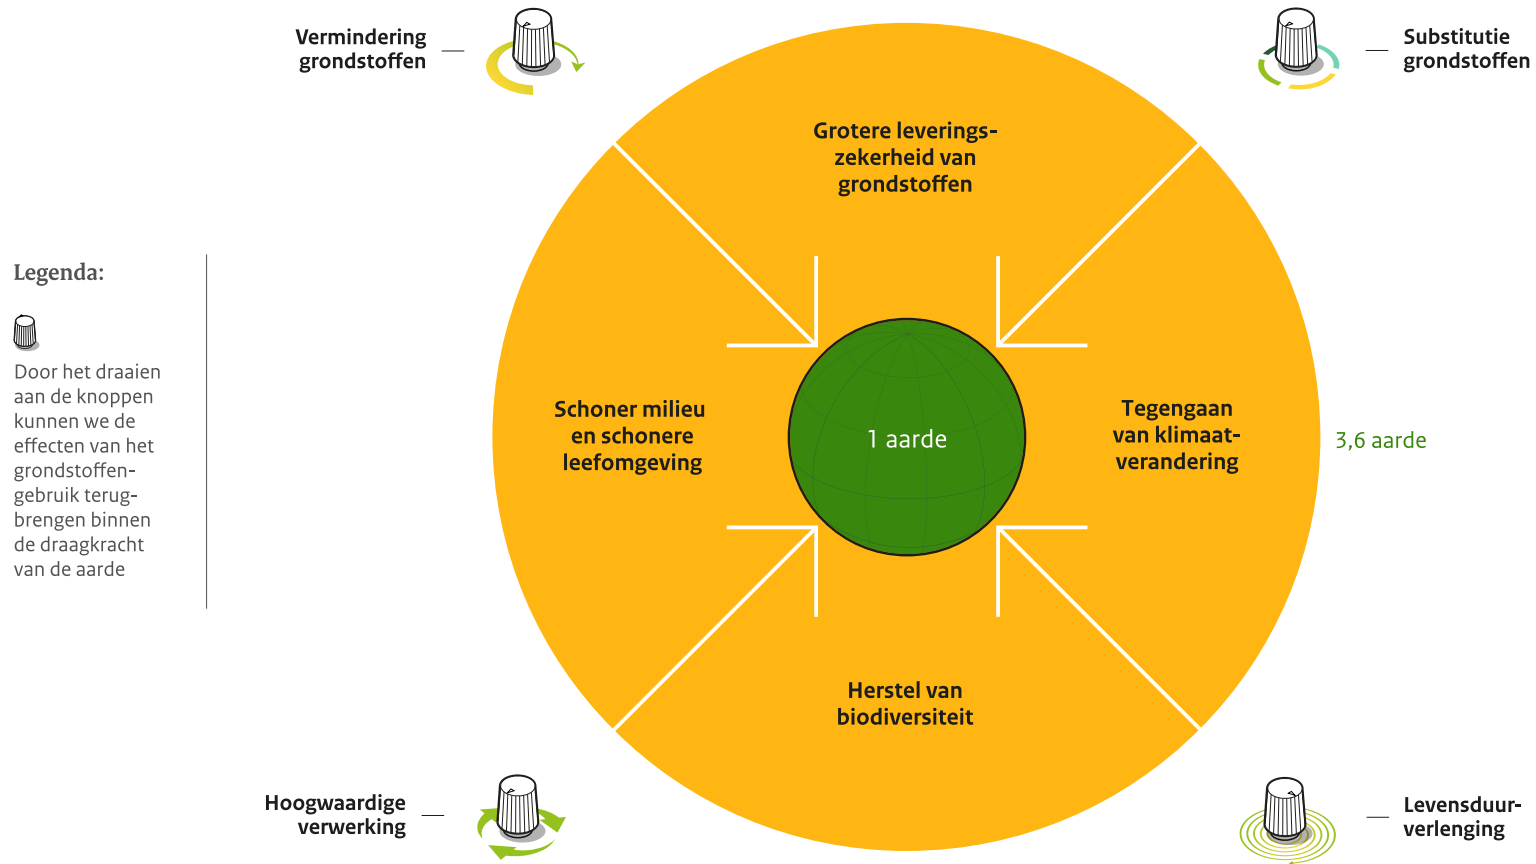 Vermindering
grondstoffen
Substitutie
grondstoffen
Grotere leverings-
zekerheid van
grondstoffen
Legenda:
Door het draaien
aan de knoppen
kunnen we de
effecten van het
grondstoffen-
gebruik terug-
brengen binnen
de draagkracht
van de aarde
Schoner milieu
en schonere
leefomgeving
1 aarde
Tegengaan
van klimaat-
verandering
3,6 aarde
Herstel van
biodiversiteit
Hoogwaardige
verwerking
Levensduur-
verlenging